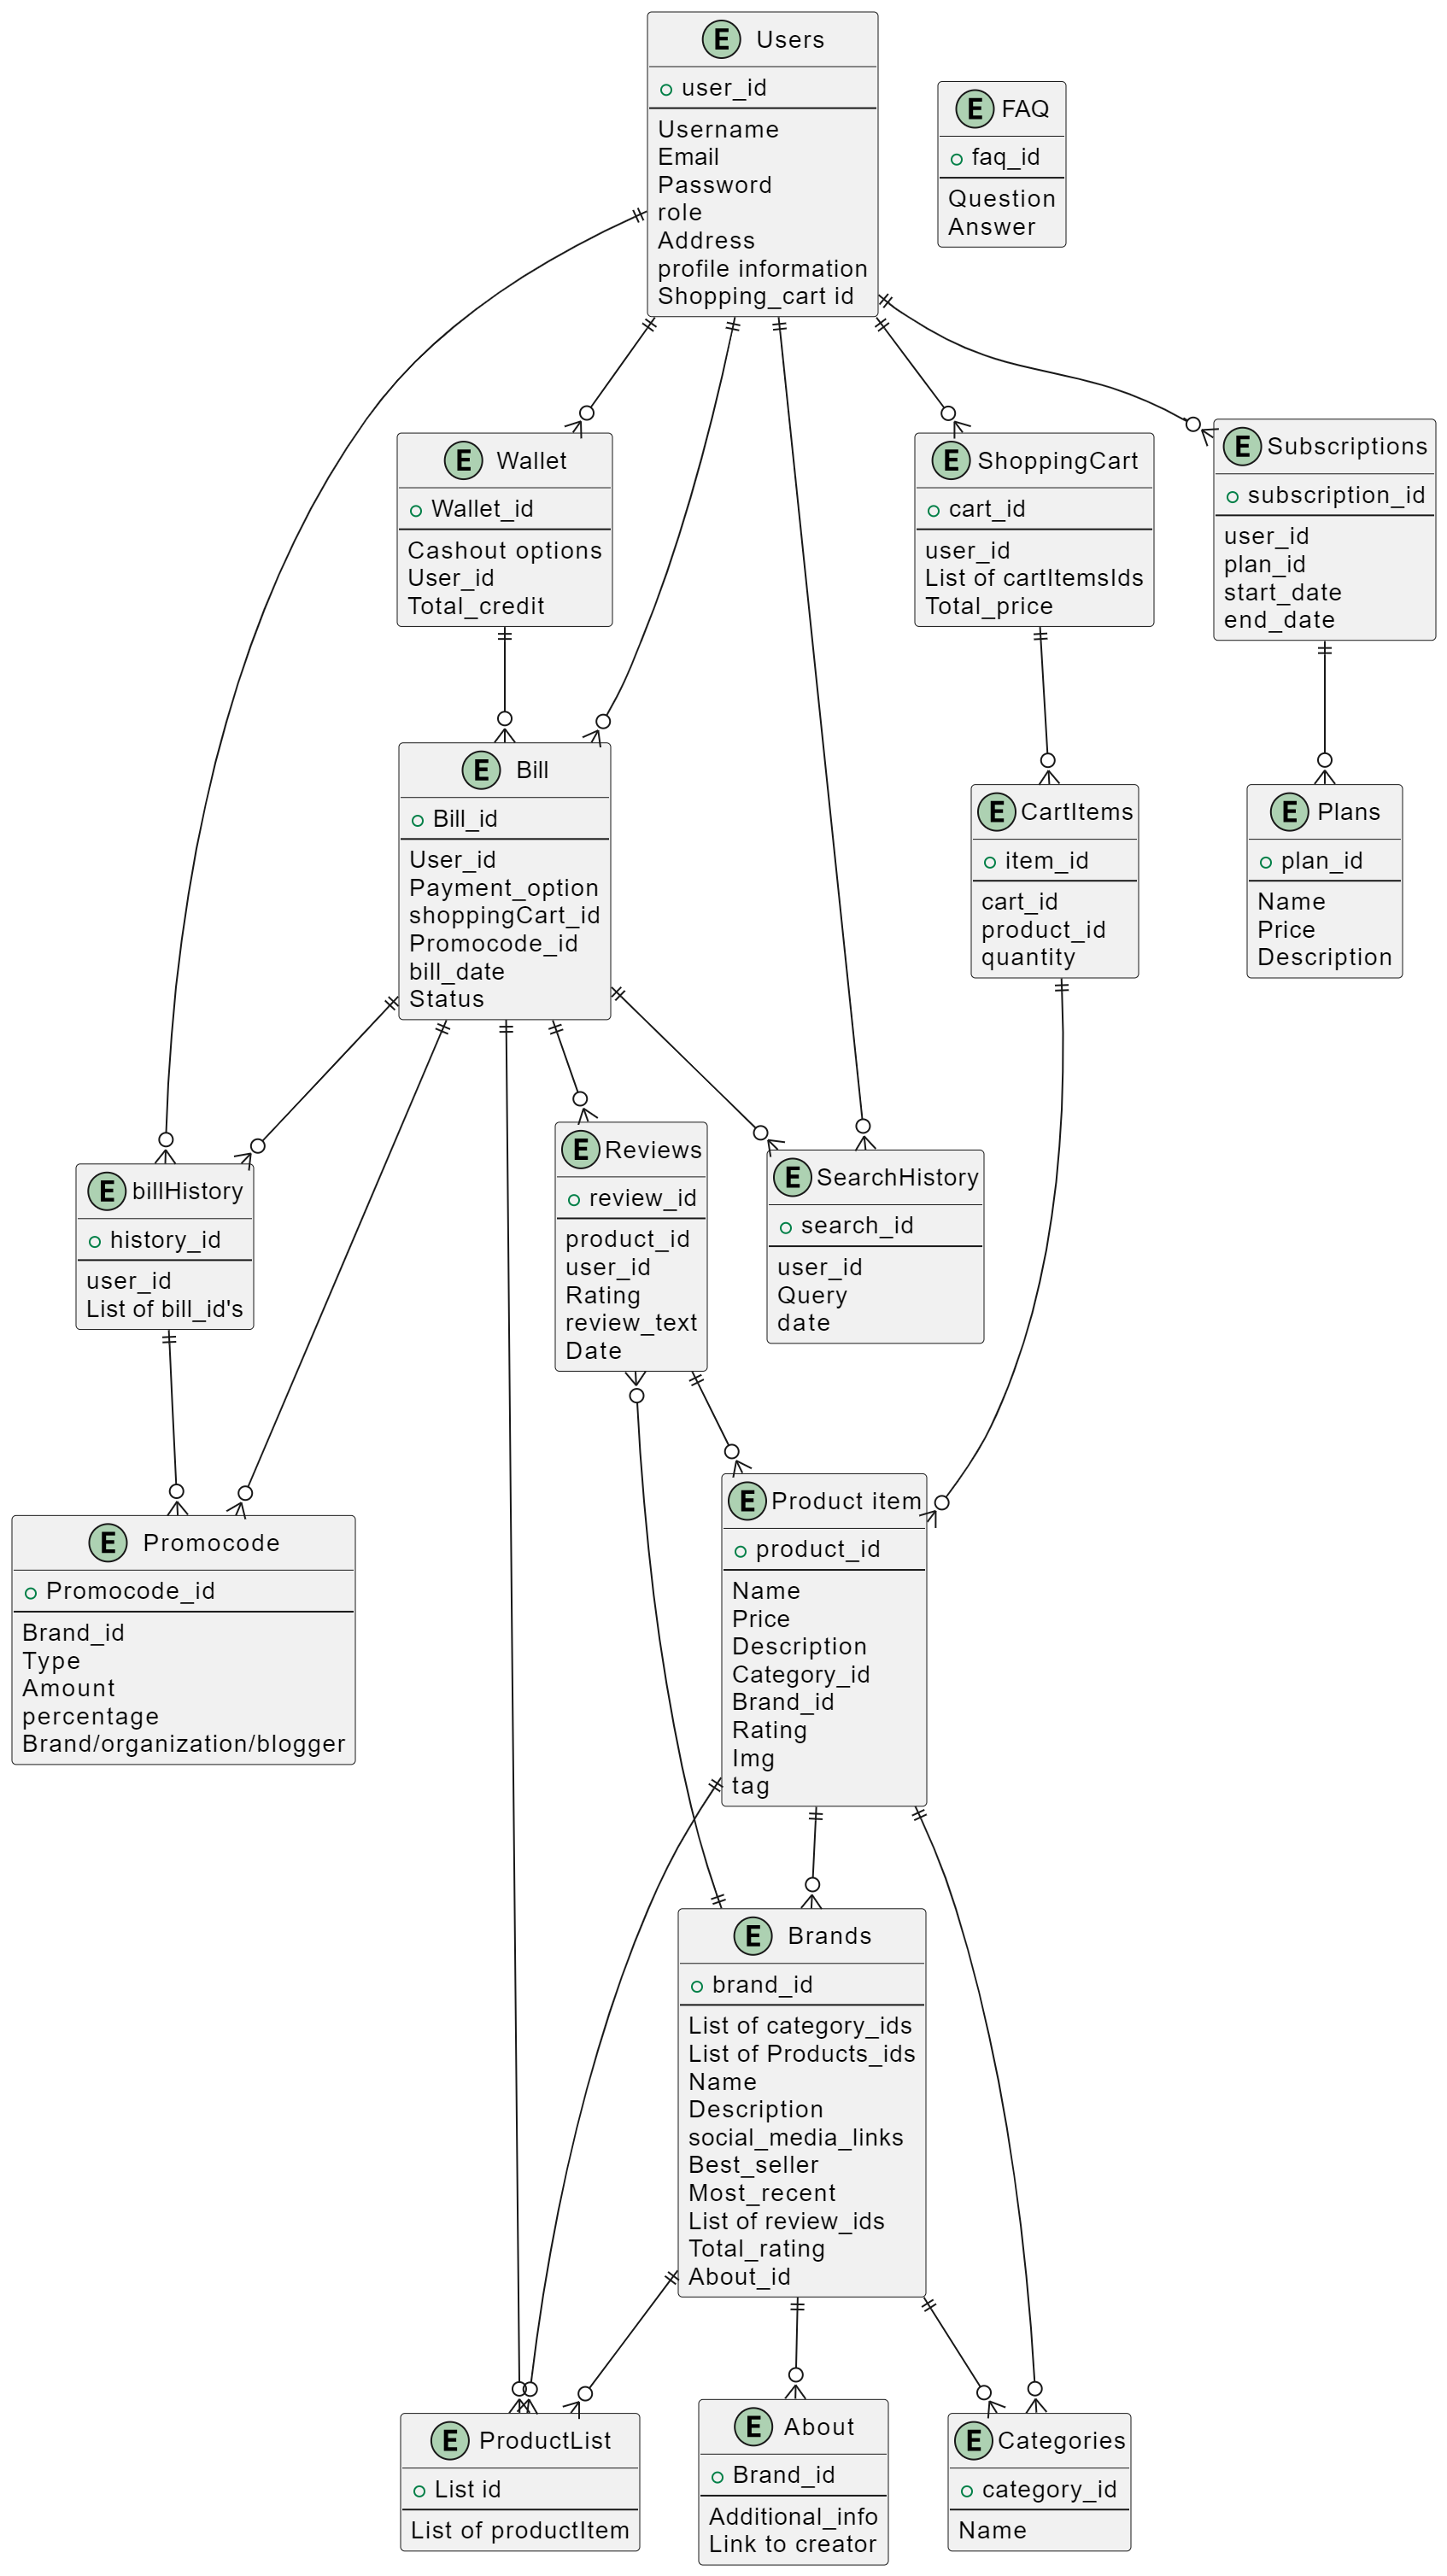 E Users
user_id
Username
Email
Password
role
Address
profile information
Shopping_cart id
E FAQ
faq_id
Question
Answer
E Wallet
Wallet_id
Cashout options
User_id
Total_credit
E ShoppingCart
cart_id
user_id
List of cartItemsIds
Total_price
E Subscriptions
subscription_id
user_id
plan_id
start_date
end_date
E Bill
Bill_id
User_id
Payment_option
shoppingCart_id
Promocode_id
bill_date
Status
E CartItems
item_id
cart_id
product_id
quantity
E Plans
plan_id
Name
Price
Description
E billHistory
history_id
user_id
List of bill_id's
E Reviews
review_id
product_id
user_id
Rating
review_text
Date
E SearchHistory
search_id
user_id
Query
date
E Promocode
Promocode_id
Brand_id
Type
Amount
percentage
Brand/organization/blogger
E Product item
product_id
Name
Price
Description
Category_id
Brand_id
Rating
Img
tag
E Brands
brand_id
List of category_ids
List of Products_ids
Name
Description
social_media_links
Best_seller
Most_recent
List of review_ids
Total_rating
About_id
E ProductList
List id
List of productItem
E About
Brand_id
Additional_info
Link to creator
E Categories
category_id
Name